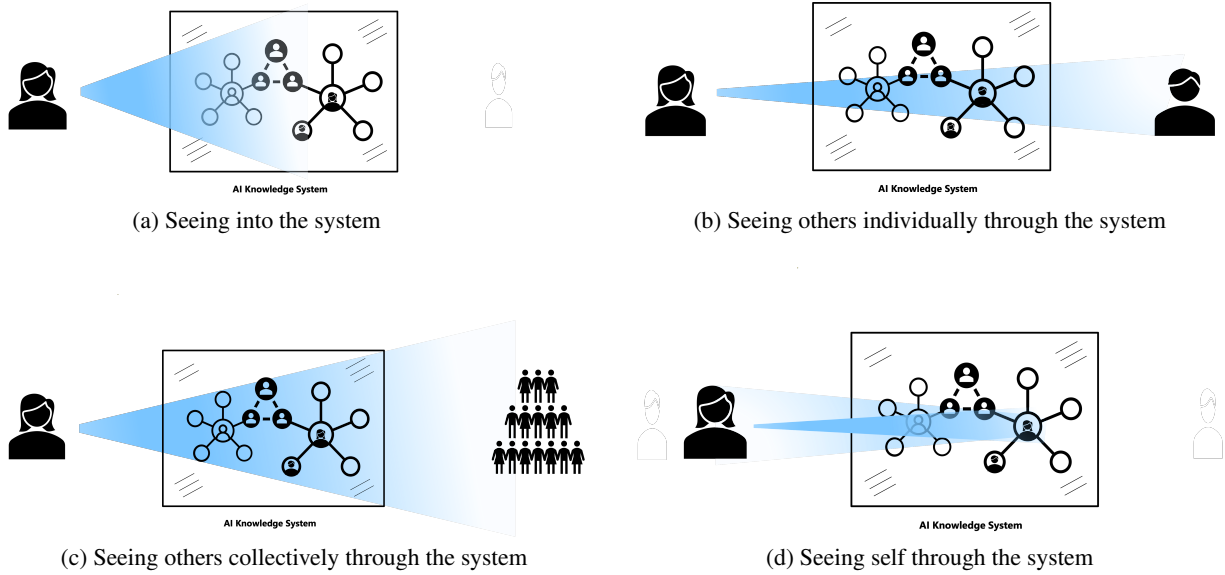 AI Knowledge System
(a) Seeing into the system
AI Knowledge System
(b) Seeing others individually through the system
AI Knowledge System
(c) Seeing others collectively through the system
AI Knowledge System
(d) Seeing self through the system